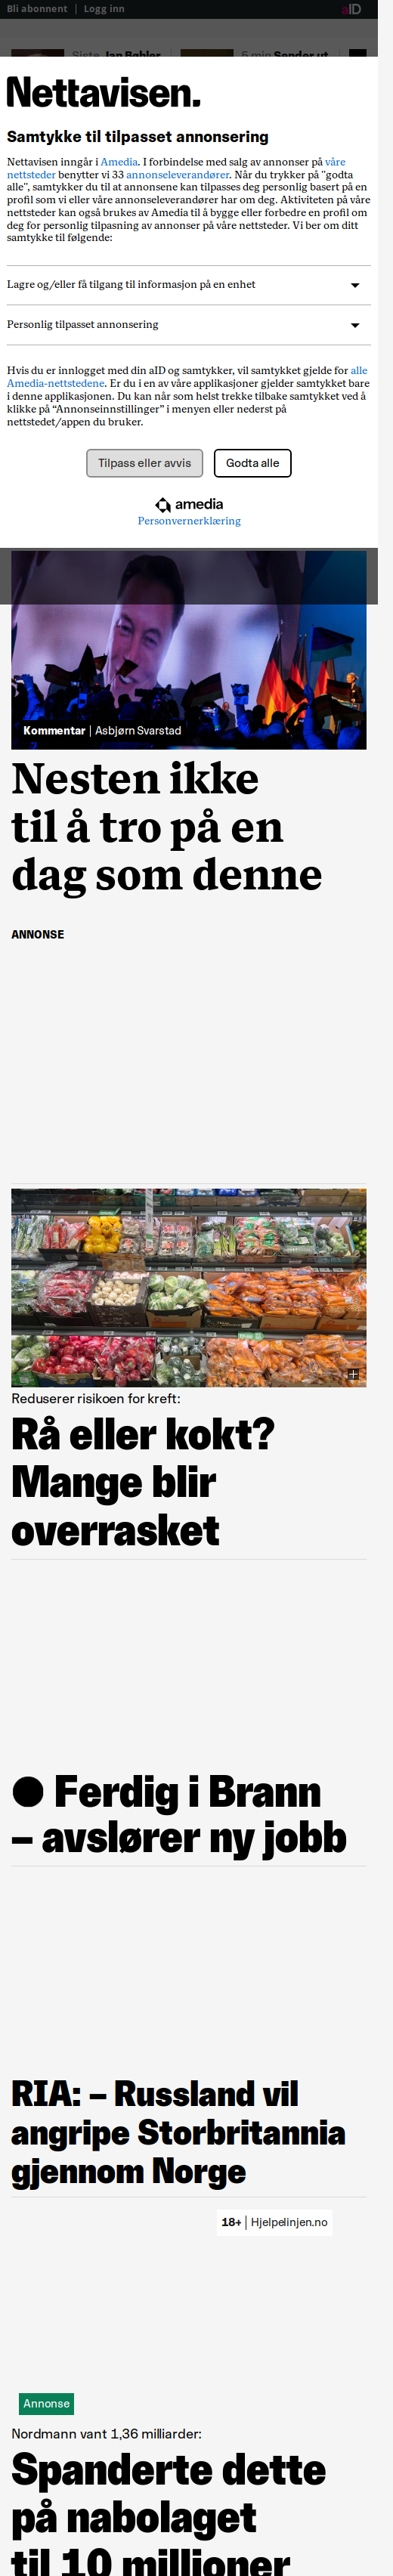 Bli abonnent | Logg inn
aID
Siste Jan Bøhler
5 min Sender ut
Nettavisen.
Samtykke til tilpasset annonsering
Nettavisen inngår i Amedia. I forbindelse med salg av annonser på våre
nettsteder benytter vi 33 annonseleverandører. Når du trykker på "godta
alle", samtykker du til at annonsene kan tilpasses deg personlig basert på en
profil som vi eller våre annonseleverandører har om deg. Aktiviteten på våre
nettsteder kan også brukes av Amedia til å bygge eller forbedre en profil om
deg for personlig tilpasning av annonser på våre nettsteder. Vi ber om ditt
samtykke til følgende:
Lagre og/eller få tilgang til informasjon på en enhet
Personlig tilpasset annonsering
Hvis du er innlogget med din aID og samtykker, vil samtykket gjelde for alle
Amedia-nettstedene. Er du i en av våre applikasjoner gjelder samtykket bare
i denne applikasjonen. Du kan når som helst trekke tilbake samtykket ved å
klikke på “Annonseinnstillinger” i menyen eller nederst på
nettstedet/appen du bruker.
Tilpass eller avvis
Godta alle
amedia
Personvernerklæring
Kommentar | Asbjørn Svarstad
Nesten ikke
til å tro på en
dag som denne
ANNONSE
Reduserer risikoen for kreft:
Rå eller kokt?
Mange blir
overrasket
● Ferdig i Brann
– avslører ny jobb
RIA: – Russland vil
angripe Storbritannia
gjennom Norge
18+ | Hjelpelinjen.no
Annonse
Nordmann vant 1,36 milliarder:
Spanderte dette
på nabolaget
til 10 millioner